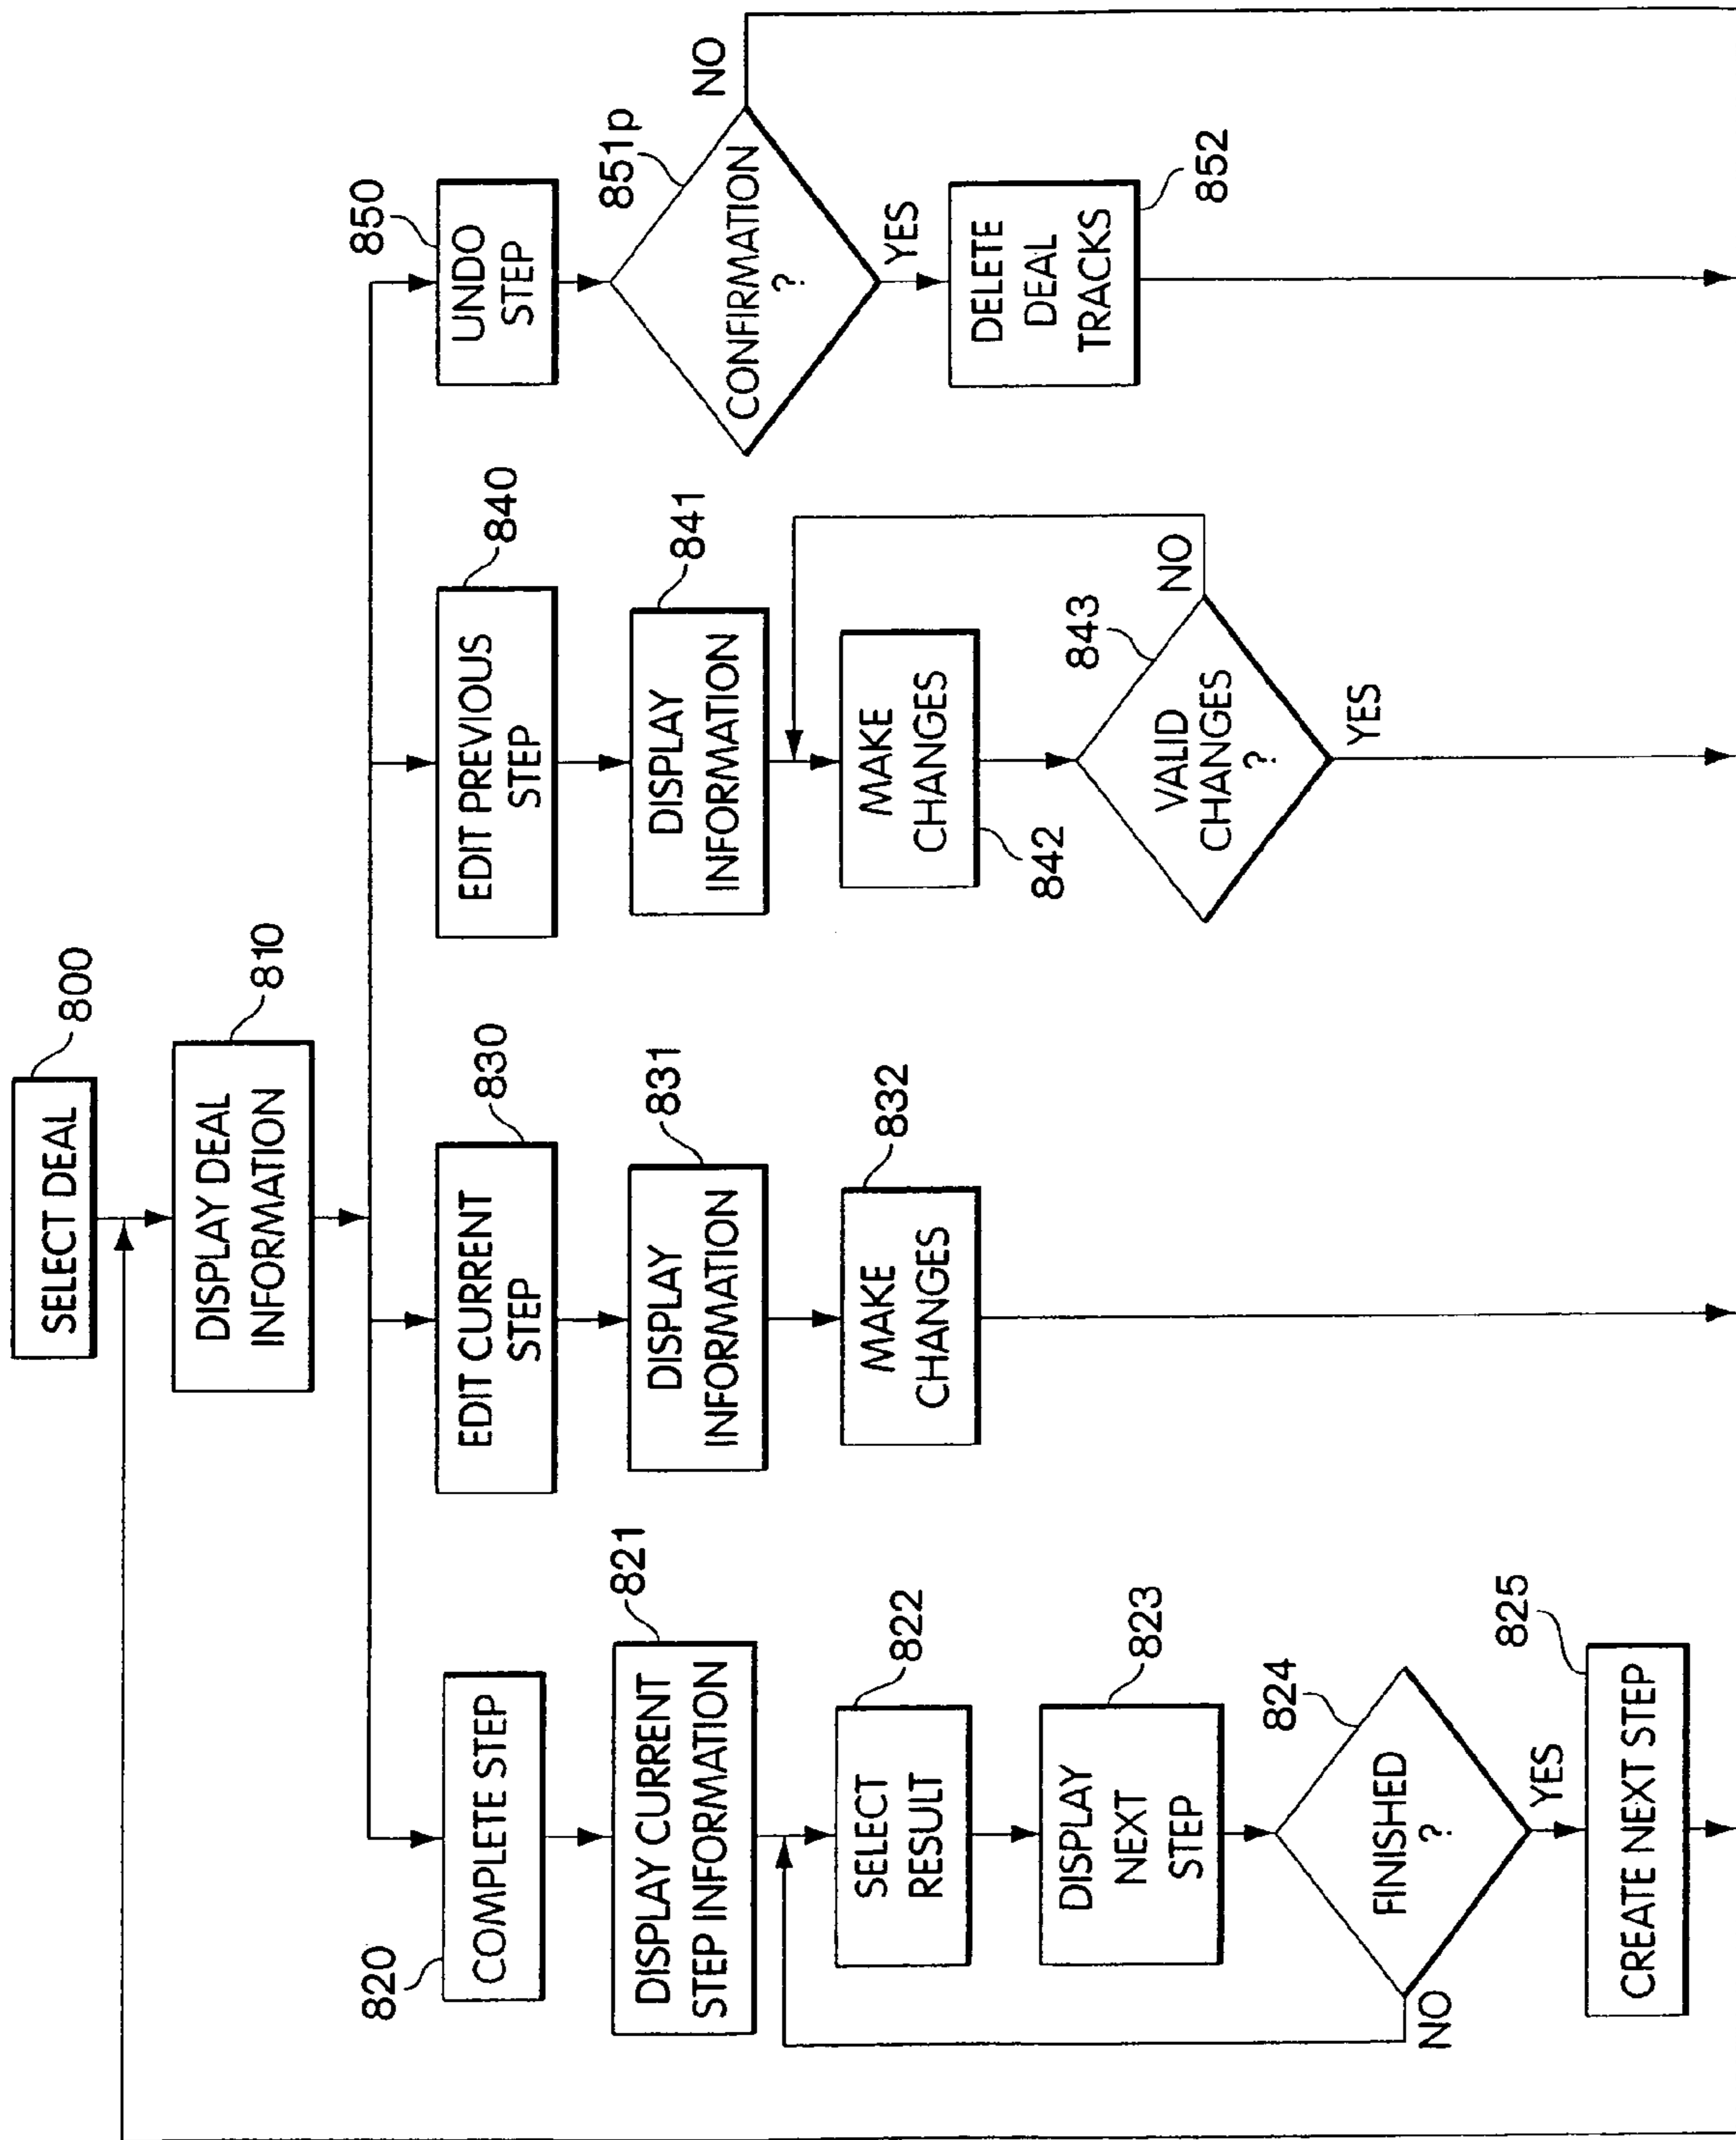 SELECT DEAL
800
DISPLAY DEAL
INFORMATION
810
820
COMPLETE STEP
DISPLAY CURRENT
STEP INFORMATION
821
SELECT
RESULT
822
DISPLAY
NEXT
STEP
823
FINISHED
?
824
NO
YES
CREATE NEXT STEP
825
EDIT CURRENT
STEP
830
DISPLAY
INFORMATION
831
MAKE
CHANGES
832
EDIT PREVIOUS
STEP
840
DISPLAY
INFORMATION
841
MAKE
CHANGES
842
VALID
CHANGES
?
843
NO
YES
UNDO
STEP
850
CONFIRMATION
?
851p
NO
YES
DELETE
DEAL
TRACKS
852